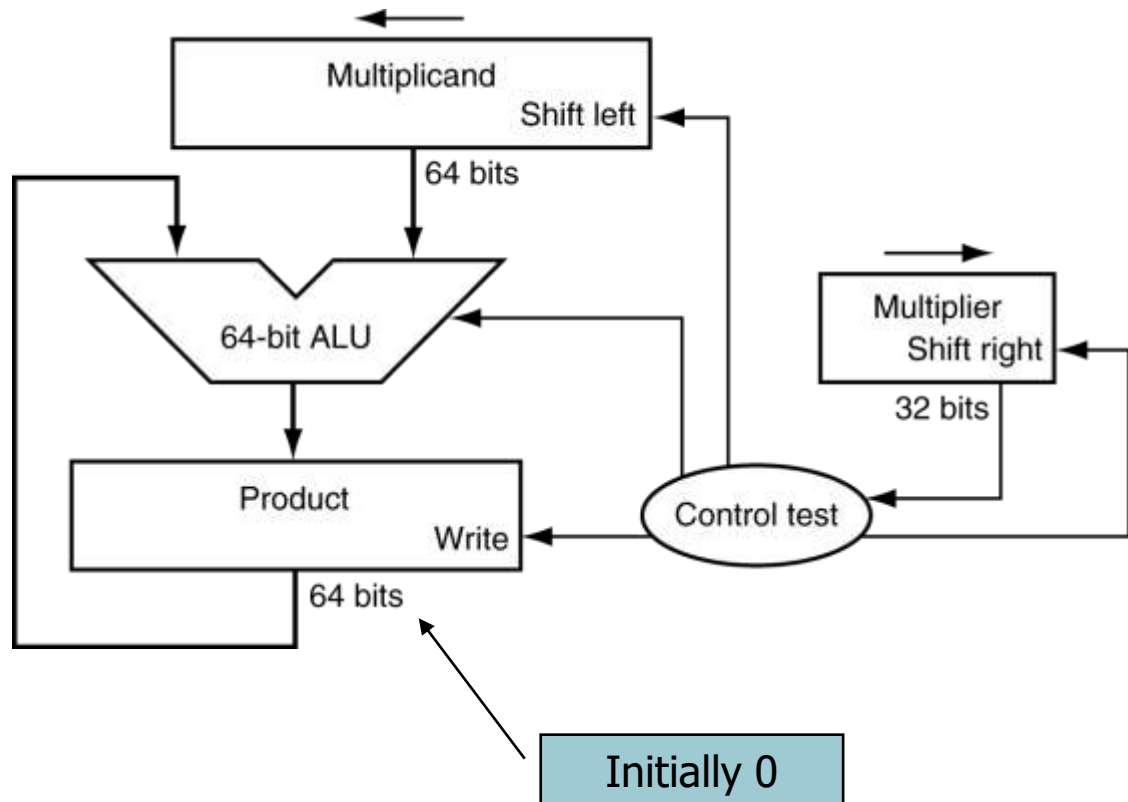 Multiplicand
Shift left
64 bits
64-bit ALU
Multiplier
Shift right
32 bits
Product
Write
Control test
64 bits
Initially 0